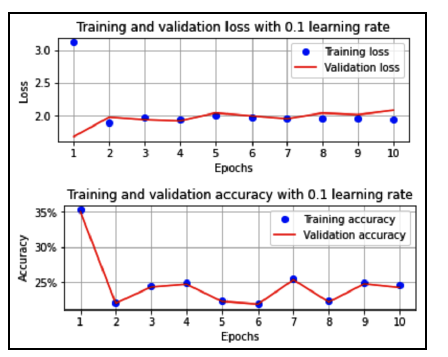 Training and validation loss with 0.1 learning rate
3.0
2.5
2.0
Loss
Training loss
Validation loss
1 2 3 4 5 6 7 8 9 10
Epochs
Training and validation accuracy with 0.1 learning rate
35%
30%
25%
Accuracy
Training accuracy
Validation accuracy
1 2 3 4 5 6 7 8 9 10
Epochs